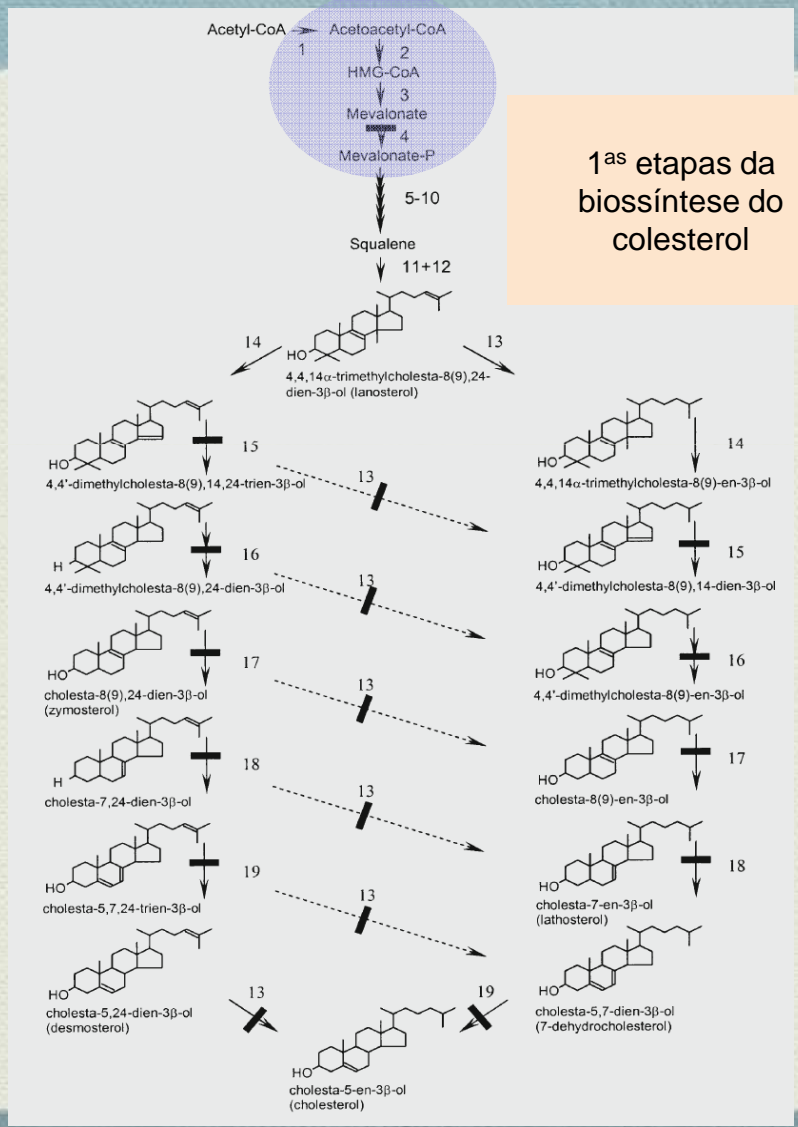 Acetyl-CoA Acetoacetyl-CoA
1
2
HMG-CoA
3
Mevalonate
4
Mevalonate-P
1as etapas da
biossíntese do
colesterol
5-10
Squalene
11+12
14
13
HO
4,4,14α-trimethylcholesta-8(9),24-
dien-3β-ol (lanosterol)
HO
15
4,4'-dimethylcholesta-8(9),14,24-trien-3β-ol
13
HO
14
4,4,14α-trimethylcholesta-8(9)-en-3β-ol
H
16
4,4'-dimethylcholesta-8(9),24-dien-3β-ol
13
HO
15
4,4'-dimethylcholesta-8(9),14-dien-3β-ol
HO
17
cholesta-8(9),24-dien-3β-ol
(zymosterol)
13
HO
16
4,4'-dimethylcholesta-8(9)-en-3β-ol
H
18
cholesta-7,24-dien-3β-ol
13
HO
17
cholesta-8(9)-en-3β-ol
HO
19
cholesta-5,7,24-trien-3β-ol
13
HO
18
cholesta-7-en-3β-ol
(lathosterol)
HO
cholesta-5,24-dien-3β-ol
(desmosterol)
13
19
HO
cholesta-5,7-dien-3β-ol
(7-dehydrocholesterol)
HO
cholesta-5-en-3β-ol
(cholesterol)